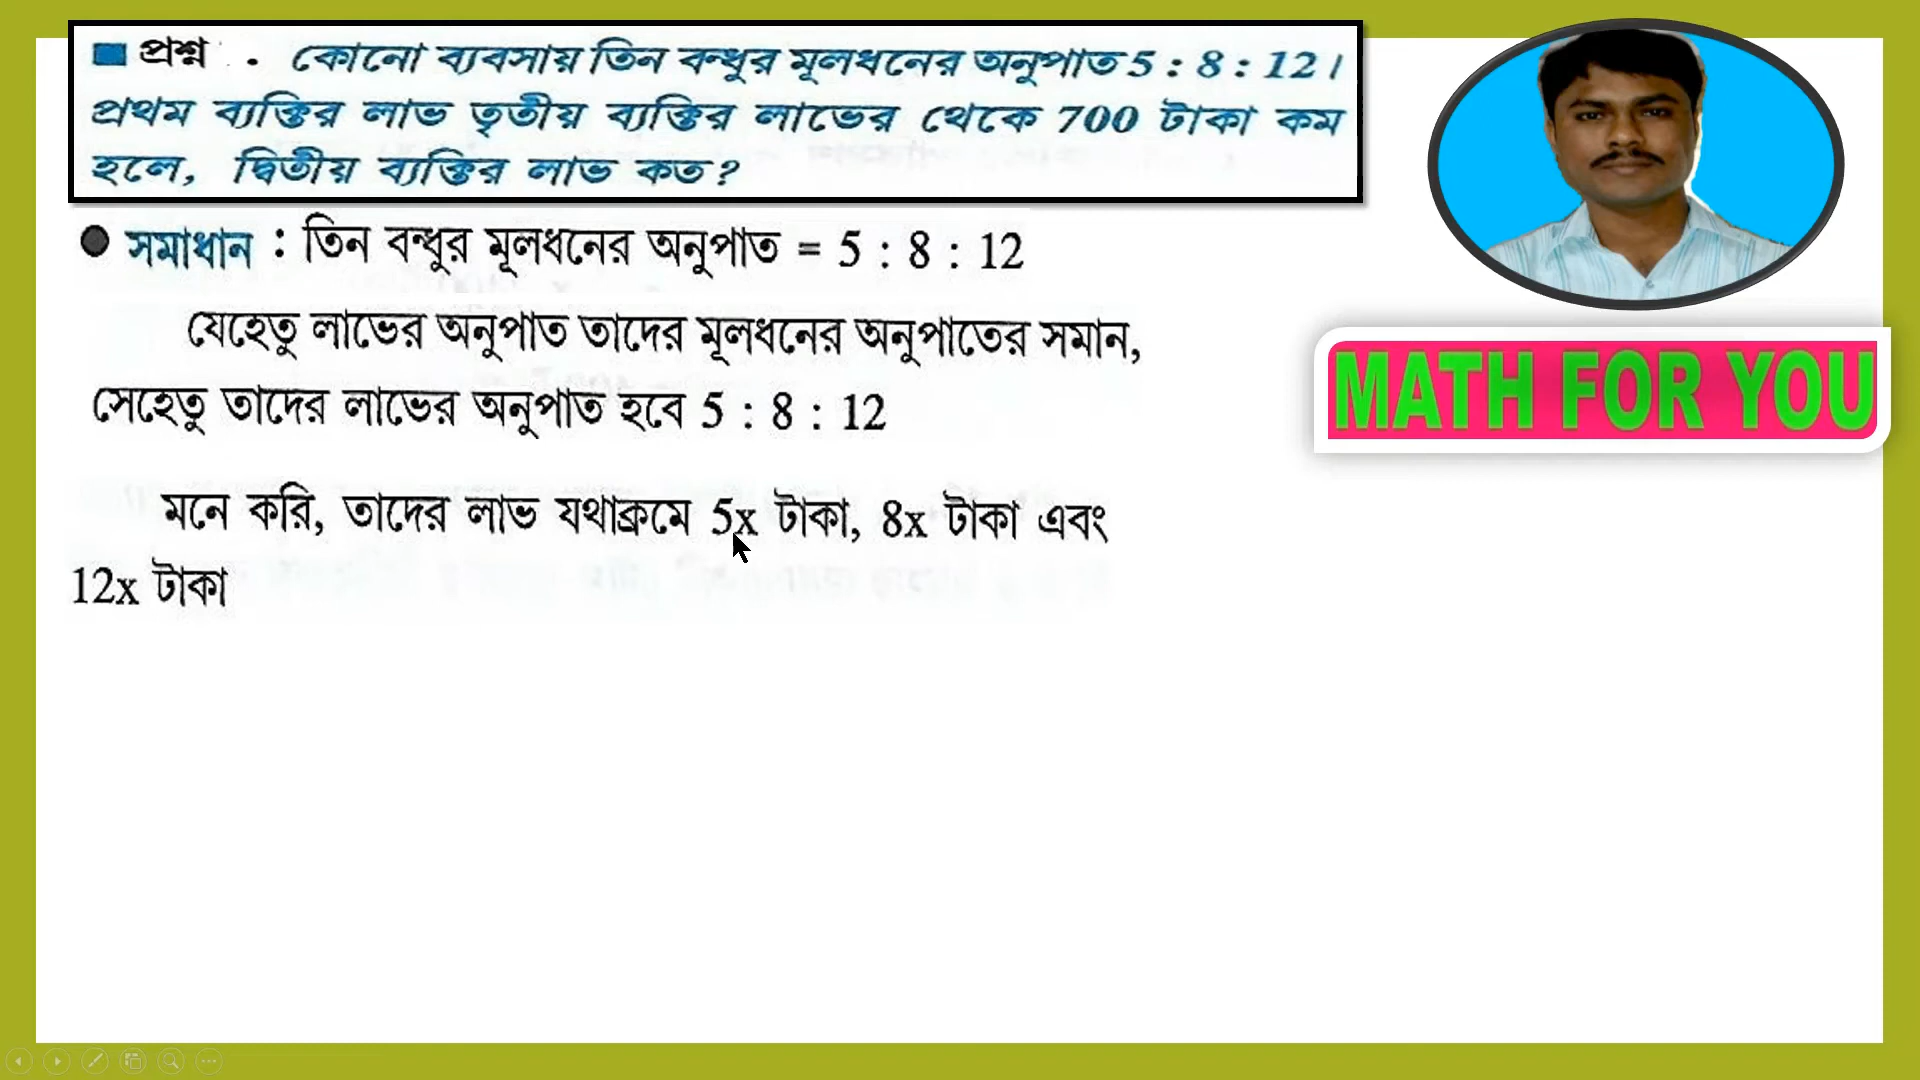 প্রশ্ন . কোনো ব্যবসায় তিন বন্ধুর মূলধনের অনুপাত 5 : 8 : 12।
প্রথম ব্যক্তির লাভ তৃতীয় ব্যক্তির লাভের থেকে 700 টাকা কম
হলে, দ্বিতীয় ব্যক্তির লাভ কত?
সমাধান : তিন বন্ধুর মূলধনের অনুপাত = 5 : 8 : 12
যেহেতু লাভের অনুপাত তাদের মূলধনের অনুপাতের সমান,
সেহেতু তাদের লাভের অনুপাত হবে 5 : 8 : 12
মনে করি, তাদের লাভ যথাক্রমে 5x টাকা, 8x টাকা এবং
12x টাকা
MATH FOR YOU